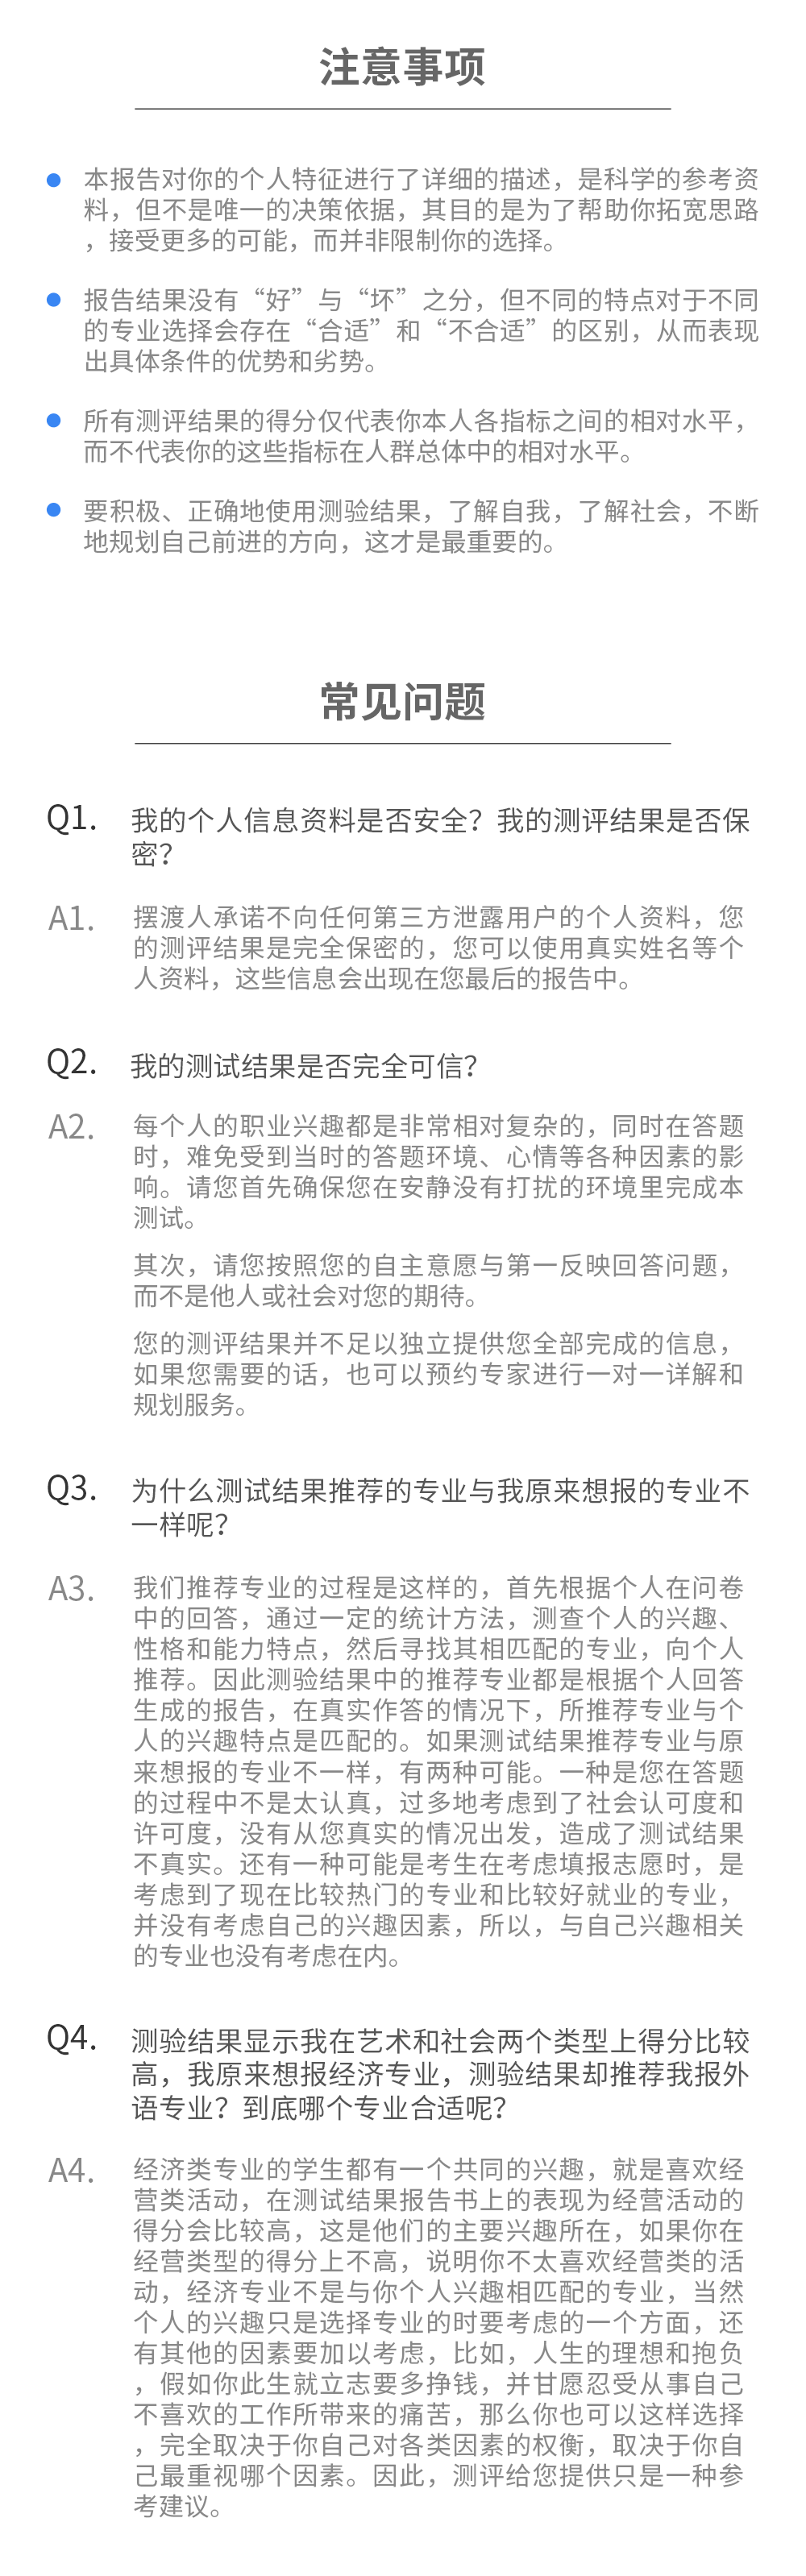 注意事项
本报告对你的个人特征进行了详细的描述，是科学的参考资
料，但不是唯一的决策依据，其目的是为了帮助你拓宽思路
，接受更多的可能，而并非限制你的选择。
报告结果没有“好”与“坏”之分，但不同的特点对于不同
的专业选择会存在“合适”和“不合适”的区别，从而表现
出具体条件的优势和劣势。
所有测评结果的得分仅代表你本人各指标之间的相对水平，
而不代表你的这些指标在人群总体中的相对水平。
要积极、正确地使用测验结果，了解自我，了解社会，不断
地规划自己前进的方向，这才是最重要的。
常见问题
Q1. 我的个人信息资料是否安全？我的测评结果是否保
密？
A1. 摆渡人承诺不向任何第三方泄露用户的个人资料，您
的测评结果是完全保密的，您可以使用真实姓名等个
人资料，这些信息会出现在您最后的报告中。
Q2. 我的测试结果是否完全可信？
A2. 每个人的职业兴趣都是非常相对复杂的，同时在答题
时，难免受到当时的答题环境、心情等各种因素的影
响。请您首先确保您在安静没有打扰的环境里完成本
测试。
其次，请您按照您的自主意愿与第一反映回答问题，
而不是他人或社会对您的期待。
您的测评结果并不足以独立提供您全部完成的信息，
如果您需要的话，也可以预约专家进行一对一详解和
规划服务。
Q3. 为什么测试结果推荐的专业与我原来想报的专业不
一样呢？
A3. 我们推荐专业的过程是这样的，首先根据个人在问卷
中的回答，通过一定的统计方法，测查个人的兴趣、
性格和能力特点，然后寻找其相匹配的专业，向个人
推荐。因此测验结果中的推荐专业都是根据个人回答
生成的报告，在真实作答的情况下，所推荐专业与个
人的兴趣特点是匹配的。如果测试结果推荐专业与原
来想报的专业不一样，有两种可能。一种是您在答题
的过程中不是太认真，过多地考虑到了社会认可度和
许可度，没有从您真实的情况出发，造成了测试结果
不真实。还有一种可能是考生在考虑填报志愿时，是
考虑到了现在比较热门的专业和比较好就业的专业，
并没有考虑自己的兴趣因素，所以，与自己兴趣相关
的专业也没有考虑在内。
Q4. 测验结果显示我在艺术和社会两个类型上得分比较
高，我原来想报经济专业，测验结果却推荐我报外
语专业？到底哪个专业合适呢？
A4. 经济类专业的学生都有一个共同的兴趣，就是喜欢经
营类活动，在测试结果报告书上的表现为经营活动的
得分会比较高，这是他们的主要兴趣所在，如果你在
经营类型的得分上不高，说明你不太喜欢经营类的活
动，经济专业不是与你个人兴趣相匹配的专业，当然
个人的兴趣只是选择专业的时要考虑的一个方面，还
有其他的因素要加以考虑，比如，人生的理想和抱负
，假如你此生就立志要多挣钱，并甘愿忍受从事自己
不喜欢的工作所带来的痛苦，那么你也可以这样选择
，完全取决于你自己对各类因素的权衡，取决于你自
己最重视哪个因素。因此，测评给您提供只是一种参
考建议。